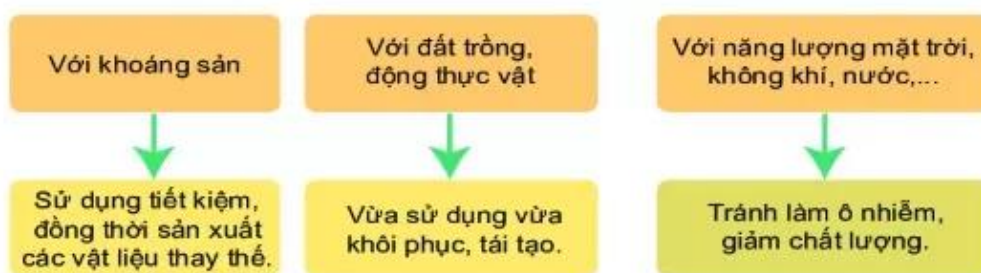 Với khoáng sản
Với đất trồng,
động thực vật
Với năng lượng mặt trời,
không khí, nước,...
Sử dụng tiết kiệm,
đồng thời sản xuất
các vật liệu thay thế.
Vừa sử dụng vừa
khôi phục, tái tạo.
Tránh làm ô nhiễm,
giảm chất lượng.